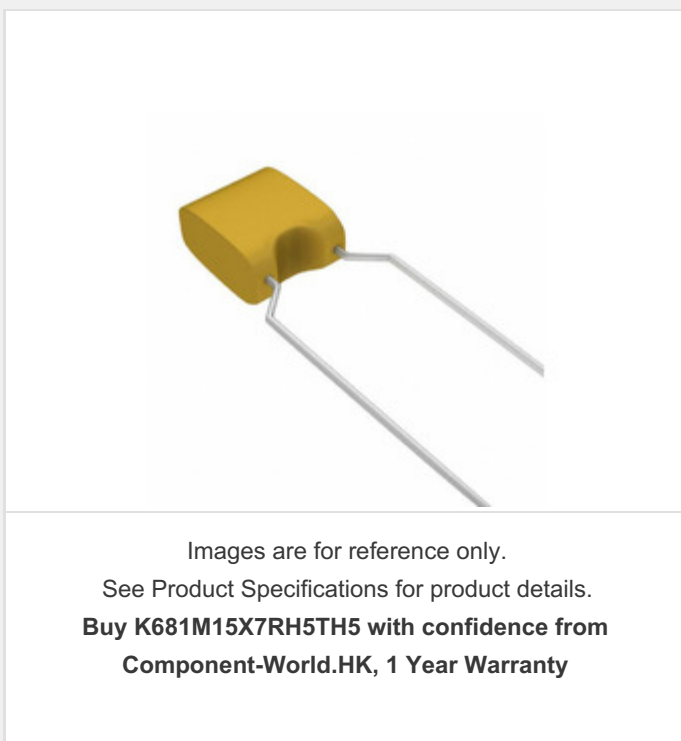 Images are for reference only.
See Product Specifications for product details.
Buy K681M15X7RH5TH5 with confidence from
Component-World.HK, 1 Year Warranty